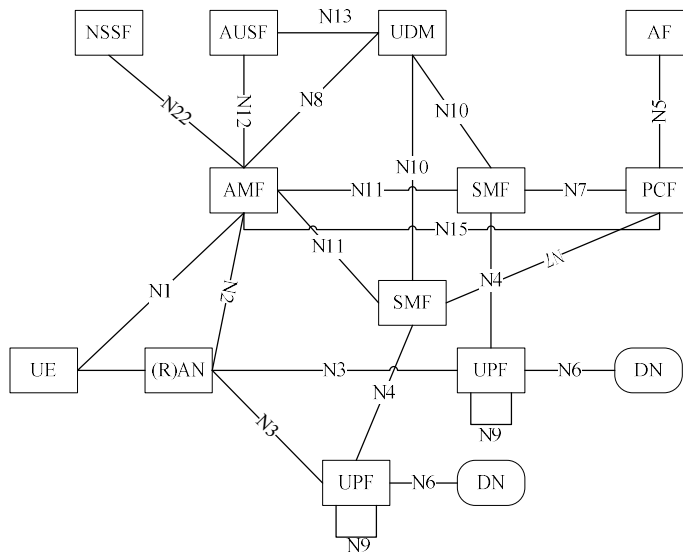 N13
NSSF
AUSF
UDM
AF
N22
N12
N8
N10
N10
N5
AMF
N11
SMF
N7
PCF
N15
N11
N7
N4
N1
N2
SMF
UE
(R)AN
N3
UPF
N6
DN
N4
N3
N9
UPF
N6
DN
N9